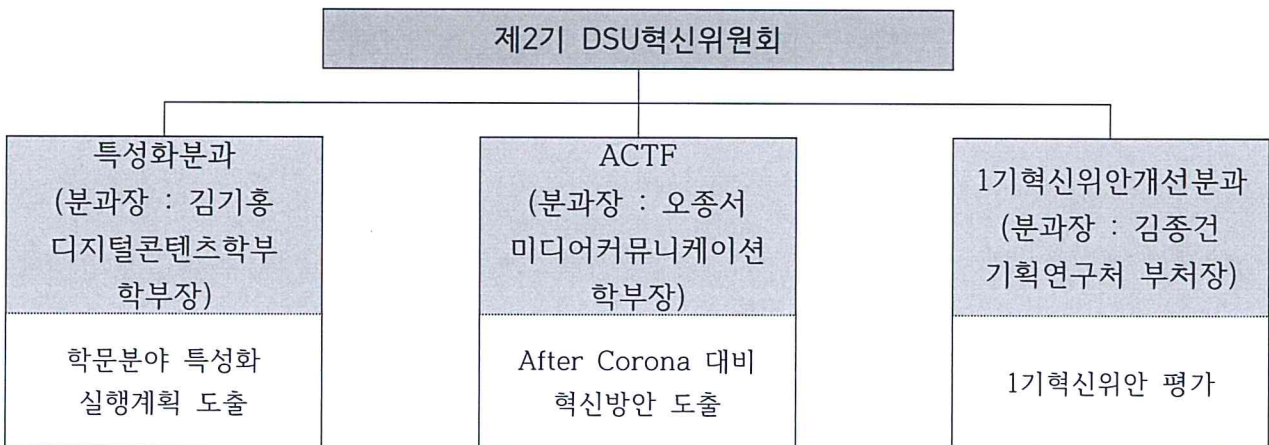 제2기 DSU혁신위원회
특성화분과
(분과장 : 김기홍
디지털콘텐츠학부
학부장)
학문분야 특성화
실행계획 도출
ACTF
(분과장 : 오종서
미디어커뮤니케이션
학부장)
After Corona 대비
혁신방안 도출
1기혁신위안개선분과
(분과장 : 김종건
기획연구처 부처장)
1기혁신위안 평가